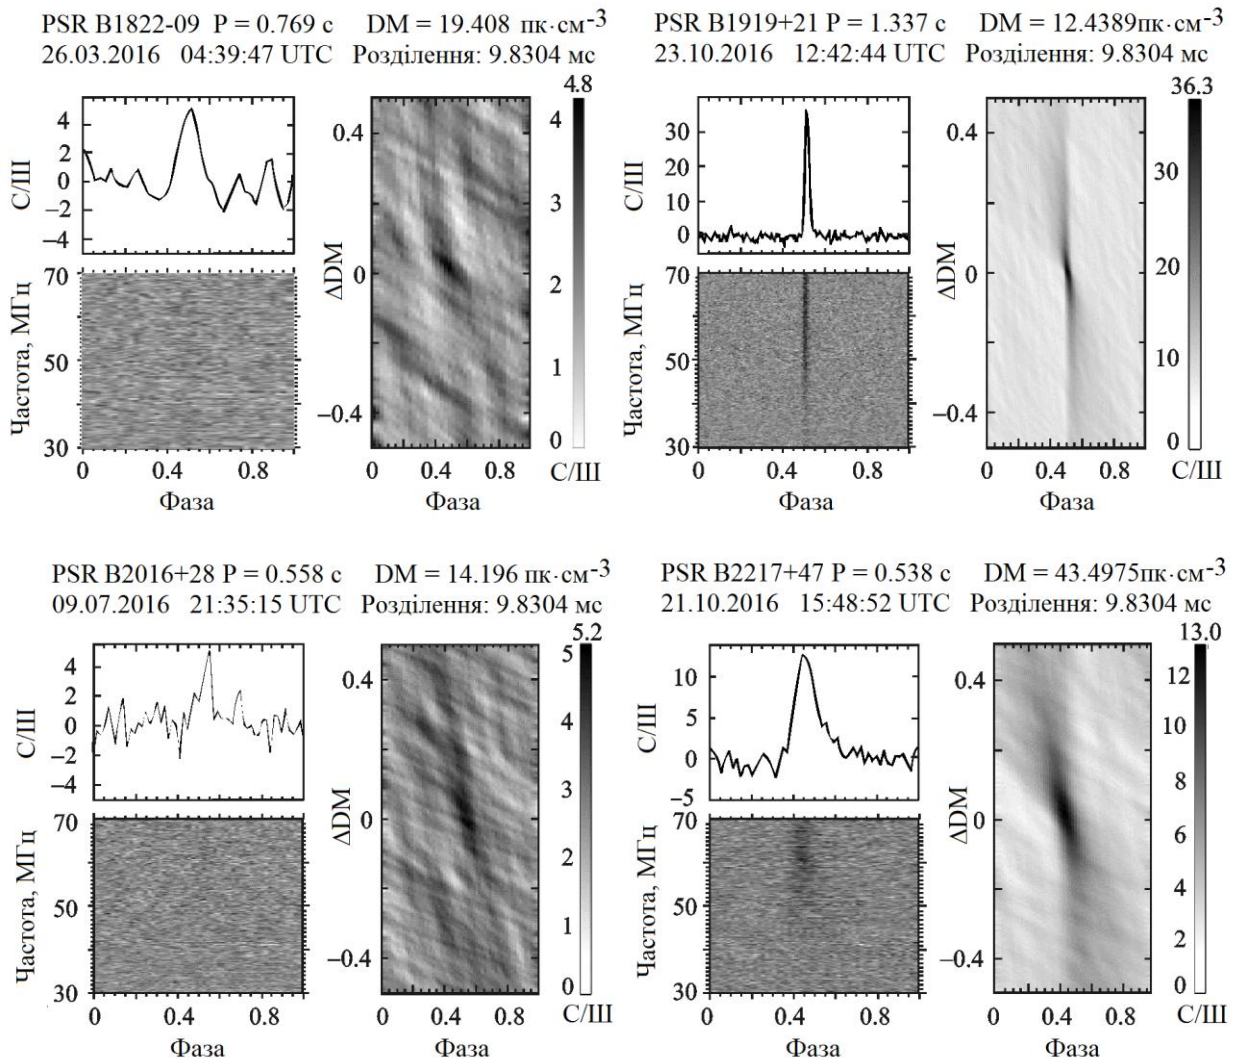 PSR B1822-09 P = 0.769 с DM = 19.408 пк·см-3
26.03.2016 04:39:47 UTC Розділення: 9.8304 мс
4.8
4
2
0
−2
−4
С/Ш
70
50
30
Частота, МГц
0 0.4 0.8
Фаза
0.4
0
−0.4
ΔDM
0 0.4 0.8
Фаза
4
3
2
1
0
С/Ш
PSR B1919+21 P = 1.337 с DM = 12.4389пк·см-3
23.10.2016 12:42:44 UTC Розділення: 9.8304 мс
36.3
30
20
10
0
С/Ш
70
50
30
Частота, МГц
0 0.4 0.8
Фаза
0.4
0
−0.4
ΔDM
0 0.4 0.8
Фаза
30
20
10
0
С/Ш
PSR B2016+28 P = 0.558 с DM = 14.196 пк·см-3
09.07.2016 21:35:15 UTC Розділення: 9.8304 мс
5.2
4
2
0
−2
−4
С/Ш
70
50
30
Частота, МГц
0 0.4 0.8
Фаза
0.4
0
−0.4
ΔDM
0 0.4 0.8
Фаза
5
4
3
2
1
0
С/Ш
PSR B2217+47 P = 0.538 с DM = 43.4975пк·см-3
21.10.2016 15:48:52 UTC Розділення: 9.8304 мс
13.0
10
5
0
−5
С/Ш
70
50
30
Частота, МГц
0 0.4 0.8
Фаза
0.4
0
−0.4
ΔDM
0 0.4 0.8
Фаза
12
10
8
6
4
2
0
С/Ш